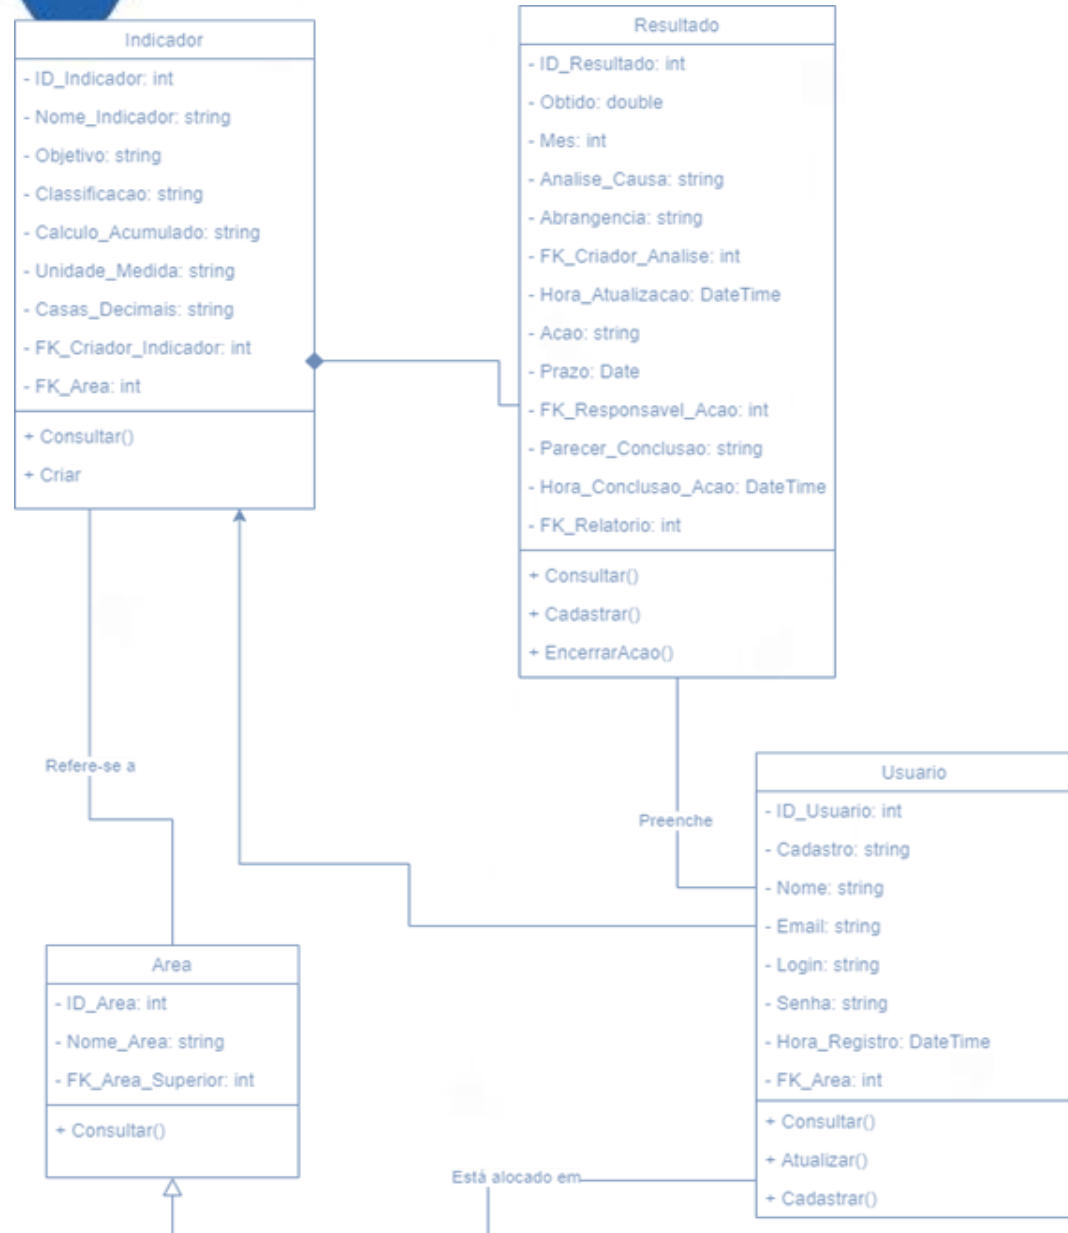 Indicador
- ID_Indicador: int
- Nome_Indicador: string
- Objetivo: string
- Classificacao: string
- Calculo_Acumulado: string
- Unidade_Medida: string
- Casas_Decimais: string
- FK_Criador_Indicador: int
- FK_Area: int
+ Consultar()
+ Criar
Resultado
- ID_Resultado: int
- Obtido: double
- Mes: int
- Analise_Causa: string
- Abrangencia: string
- FK_Criador_Analise: int
- Hora_Atualizacao: DateTime
- Acao: string
- Prazo: Date
- FK_Responsavel_Acao: int
- Parecer_Conclusao: string
- Hora_Conclusao_Acao: DateTime
- FK_Relatorio: int
+ Consultar()
+ Cadastrar()
+ EncerrarAcao()
Refere-se a
Preenche
Usuario
- ID_Usuario: int
- Cadastro: string
- Nome: string
- Email: string
- Login: string
- Senha: string
- Hora_Registro: DateTime
- FK_Area: int
+ Consultar()
+ Atualizar()
+ Cadastrar()
Area
- ID_Area: int
- Nome_Area: string
- FK_Area_Superior: int
+ Consultar()
Está alocado em